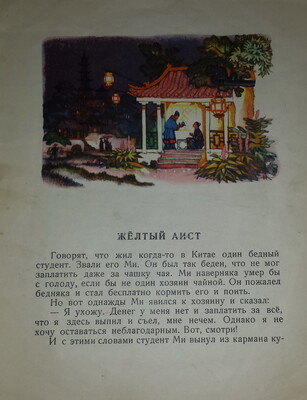 ЖЁЛТЫЙ АИСТ
Говорят, что жил когда-то в Китае один бедный
студент. Звали его Ми. Он был так беден, что не мог
заплатить даже за чашку чая. Ми наверняка умер бы
с голоду, если бы не один хозяин чайной. Он пожалел
бедняка и стал бесплатно кормить его и поить.
Но вот однажды Ми явился к хозяину и сказал:
— Я ухожу. Денег у меня нет и заплатить за всё,
что я здесь выпил и съел, мне нечем. Однако я не
хочу оставаться неблагодарным. Вот, смотри!
И с этими словами студент Ми вынул из кармана ку-